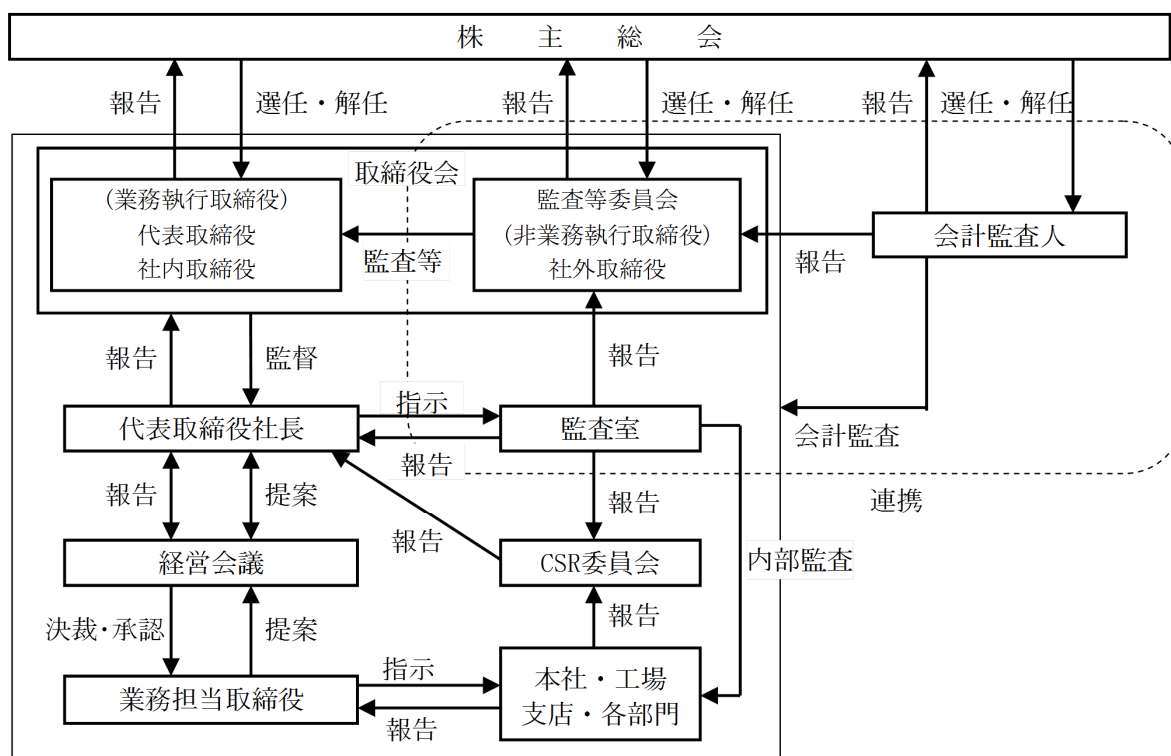 株主総会
報告
選任・解任
報告
選任・解任
報告
選任・解任
取締役会
(業務執行取締役)
代表取締役
社内取締役
監査等
監査等委員会
(非業務執行取締役)
社外取締役
報告
会計監査人
報告
監督
報告
会計監査
代表取締役社長
指示
報告
監査室
連携
報告
提案
報告
報告
内部監査
経営会議
CSR委員会
決裁・承認
提案
報告
業務担当取締役
指示
報告
本社・工場
支店・各部門